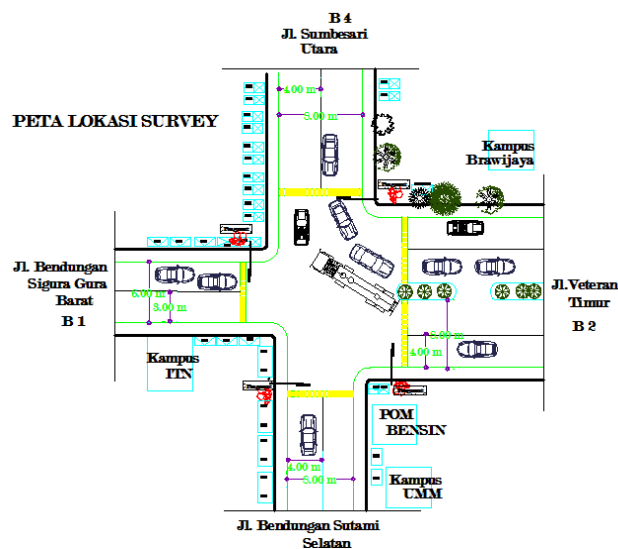 B 4
Jl. Sumbesari
Utara
4.00 m
8.00 m
PETA LOKASI SURVEY
Kampus
Brawijaya
Jl. Bendungan
Sigura Gura
Barat
B 1
6.00 m
3.00 m
Jl.Veteran
Timur
B 2
8.00 m
4.00 m
Kampus
ITN
POM
BENSIN
4.00 m
8.00 m
Kampus
UMM
Jl. Bendungan Sutami
Selatan